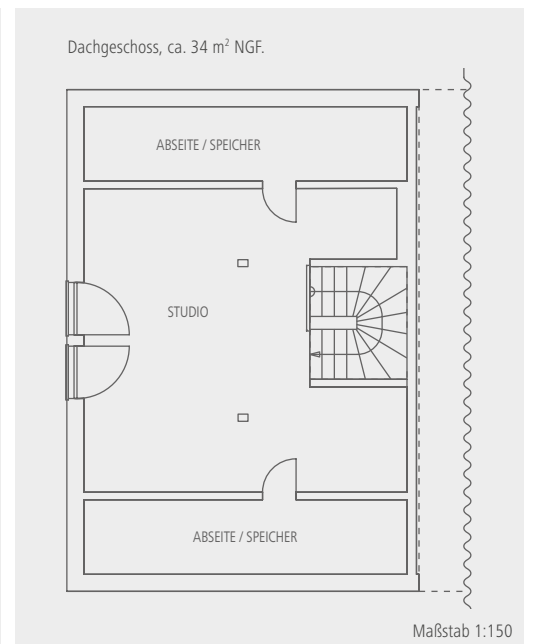 Dachgeschoss, ca. 34 m² NGF.
ABSEITE / SPEICHER
STUDIO
ABSEITE / SPEICHER
Maßstab 1:150